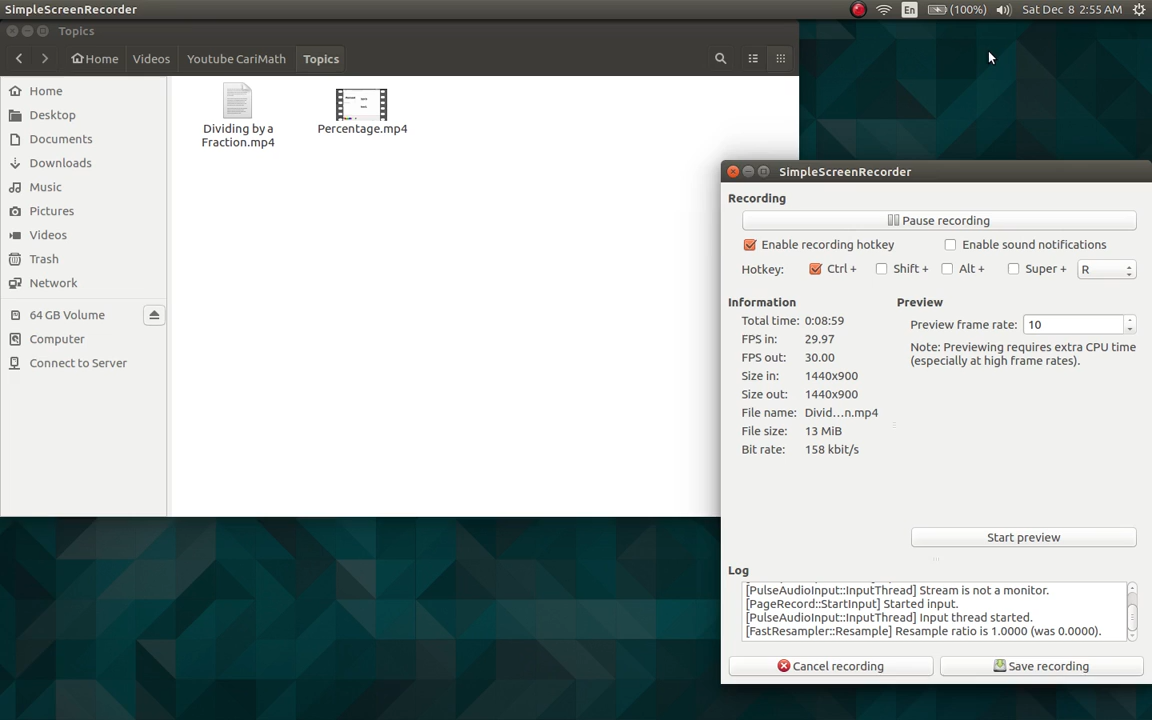 SimpleScreenRecorder
En
(100%)
Sat Dec 8 2:55 AM
Topics
Home
Videos
Youtube CariMath
Topics
Home
Desktop
Documents
Downloads
Music
Pictures
Videos
Trash
Network
64 GB Volume
Computer
Connect to Server
Dividing by a
Fraction.mp4
Percentage.mp4
SimpleScreenRecorder
Recording
Pause recording
Enable recording hotkey
Enable sound notifications
Hotkey:
Ctrl +
Shift +
Alt +
Super +
R
Information
Total time: 0:08:59
FPS in: 29.97
FPS out: 30.00
Size in: 1440x900
Size out: 1440x900
File name: Divid...n.mp4
File size: 13 MiB
Bit rate: 158 kbit/s
Preview
Preview frame rate: 10
Note: Previewing requires extra CPU time
(especially at high frame rates).
Start preview
Log
[PulseAudioInput::InputThread] Stream is not a monitor.
[PageRecord::StartInput] Started input.
[PulseAudioInput::InputThread] Input thread started.
[FastResampler::Resample] Resample ratio is 1.0000 (was 0.0000).
Cancel recording
Save recording